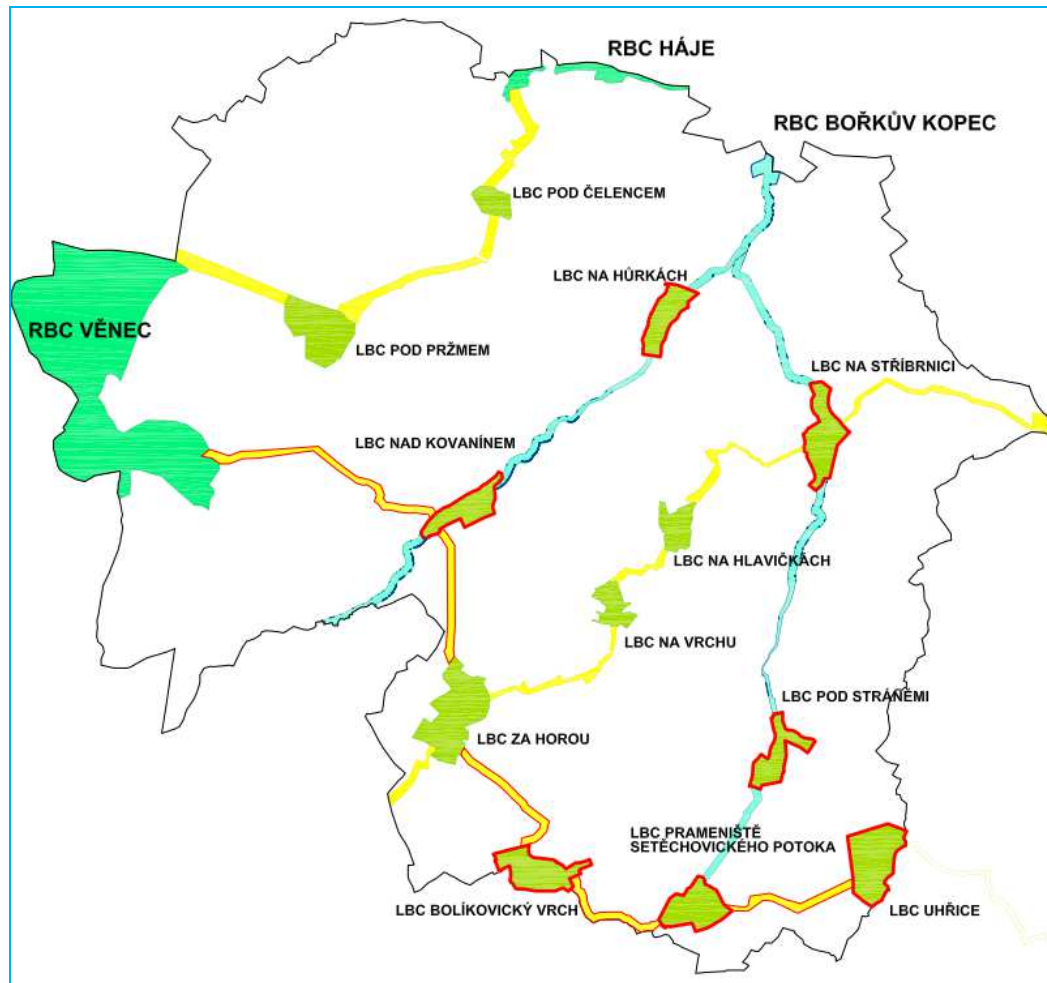 RBC HÁJE
RBC BOŘKŮV KOPEC
LBC POD ČELENCEM
LBC NA HŮRKÁCH
RBC VĚNEC
LBC POD PRŽMEM
LBC NA STŘÍBRNICI
LBC NAD KOVANÍNEM
LBC NA HLAVIČKÁCH
LBC NA VRCHU
LBC POD STRÁNĚMI
LBC ZA HOROU
LBC PRAMENIŠTĚ
SETĚCHOVICKÉHO POTOKA
LBC BOLÍKOVICKÝ VRCH
LBC UHŘICE